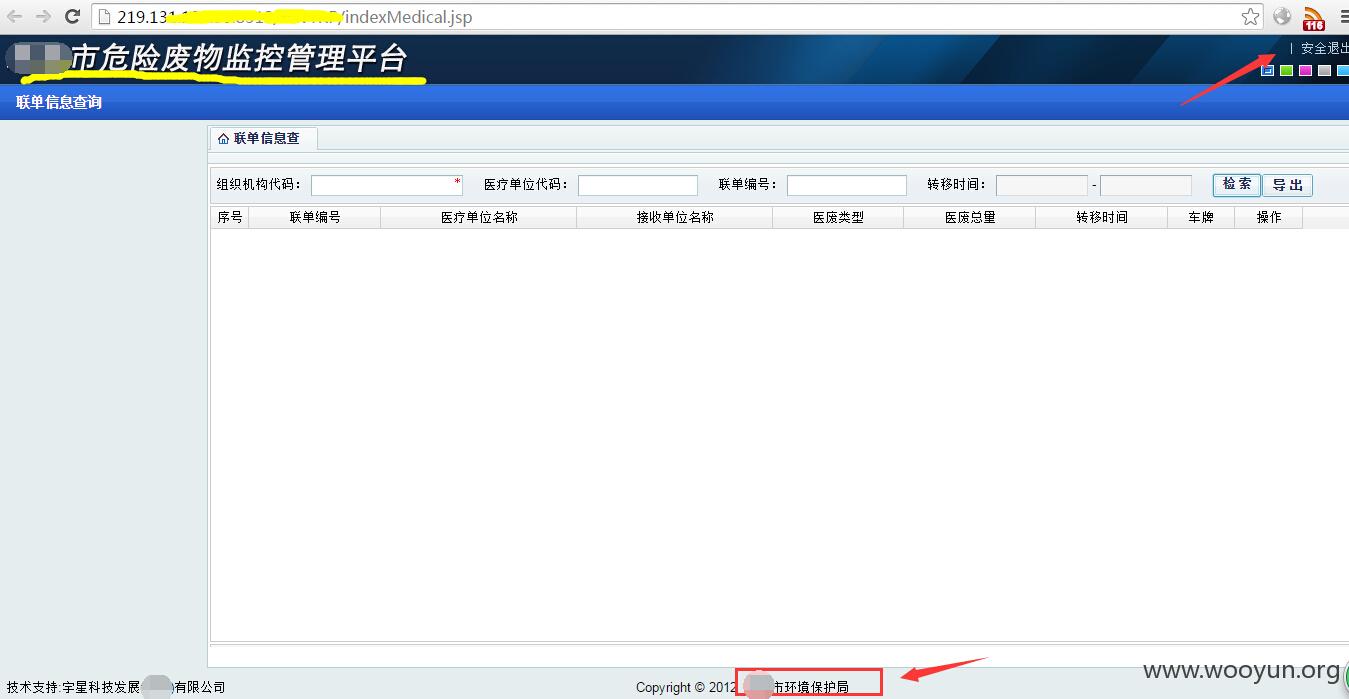 219.131. /indexMedical.jsp
116
市危险废物监控管理平台
| 安全退出
联单信息查询
联单信息查
组织机构代码： * 医疗单位代码： 联单编号： 转移时间： - 检索 导出
序号 联单编号 医疗单位名称 接收单位名称 医废类型 医废总量 转移时间 车牌 操作
www.wooyun.org
技术支持:宇星科技发展 )有限公司 Copyright © 2012 市环境保护局